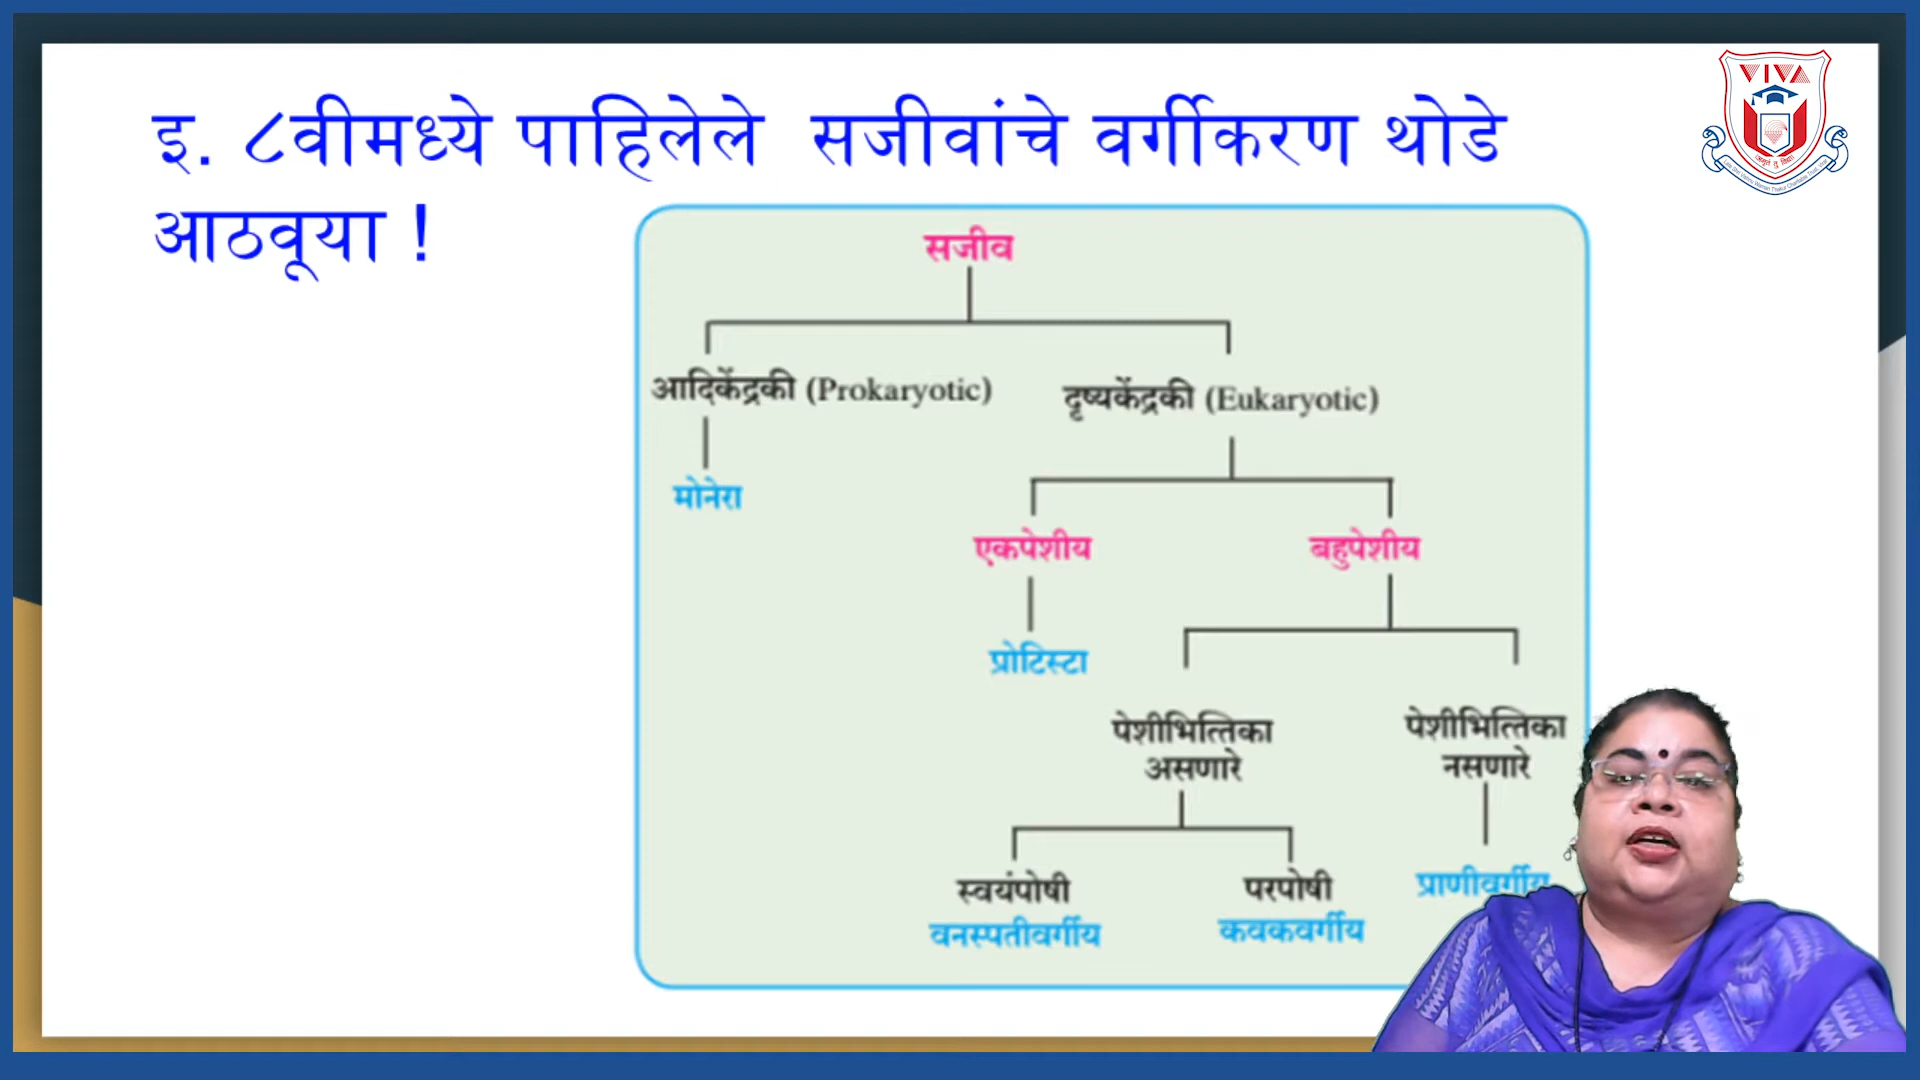 इ. ८वीमध्ये पाहिलेले सजीवांचे वर्गीकरण थोडे
आठवूया !
VIVA
सजीव
आदिकेंद्रकी (Prokaryotic)
दृष्यकेंद्रकी (Eukaryotic)
मोनेरा
एकपेशीय
बहुपेशीय
प्रोटिस्टा
पेशीभित्तिका
असणारे
पेशीभित्तिका
नसणारे
स्वयंपोषी
वनस्पतीवर्गीय
परपोषी
कवकवर्गीय
प्राणीवर्गीय